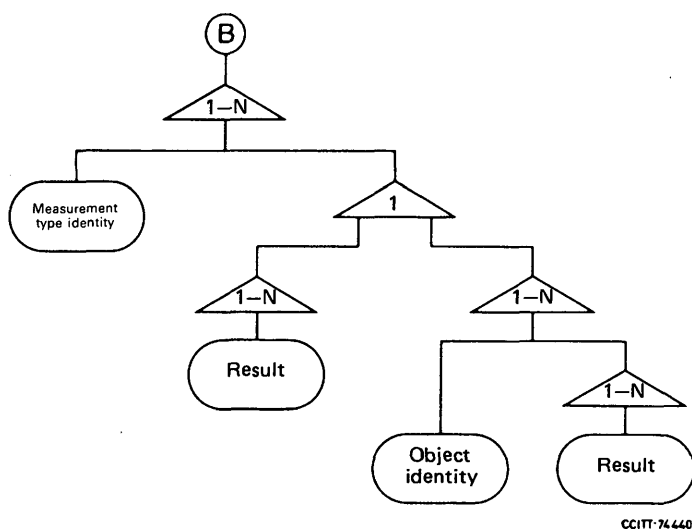 B
1–N
Measurement
type identity
1
1–N
1–N
Result
1–N
Object
identity
Result
CCITT-74440